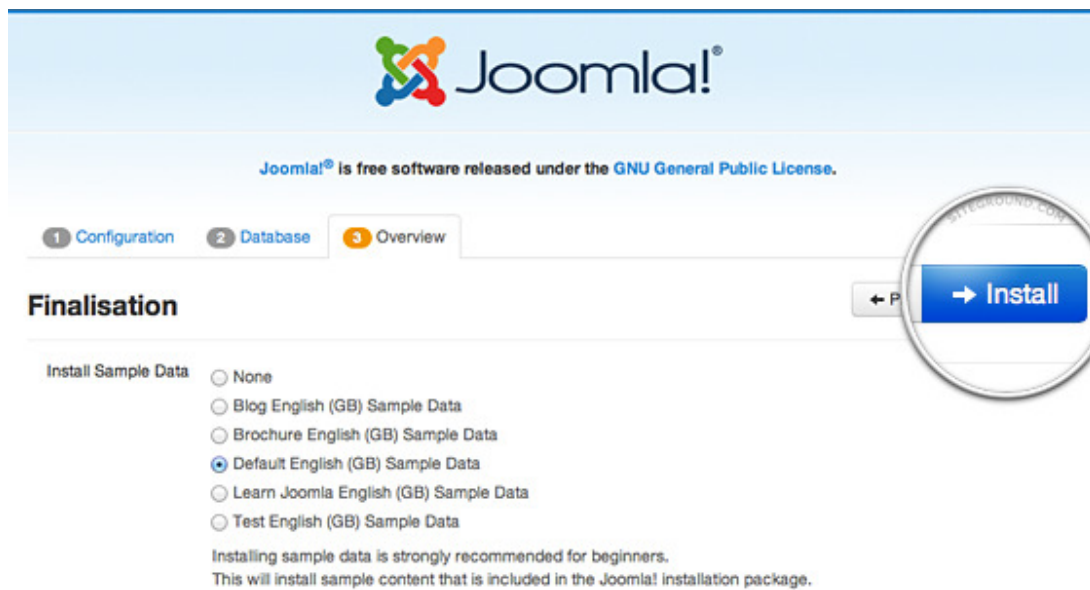 Joomla!®
Joomla!® is free software released under the GNU General Public License.
1 Configuration 2 Database 3 Overview
SITEGROUND.COM
Finalisation
← P
→ Install
Install Sample Data
None
Blog English (GB) Sample Data
Brochure English (GB) Sample Data
Default English (GB) Sample Data
Learn Joomla English (GB) Sample Data
Test English (GB) Sample Data
Installing sample data is strongly recommended for beginners.
This will install sample content that is included in the Joomla! installation package.